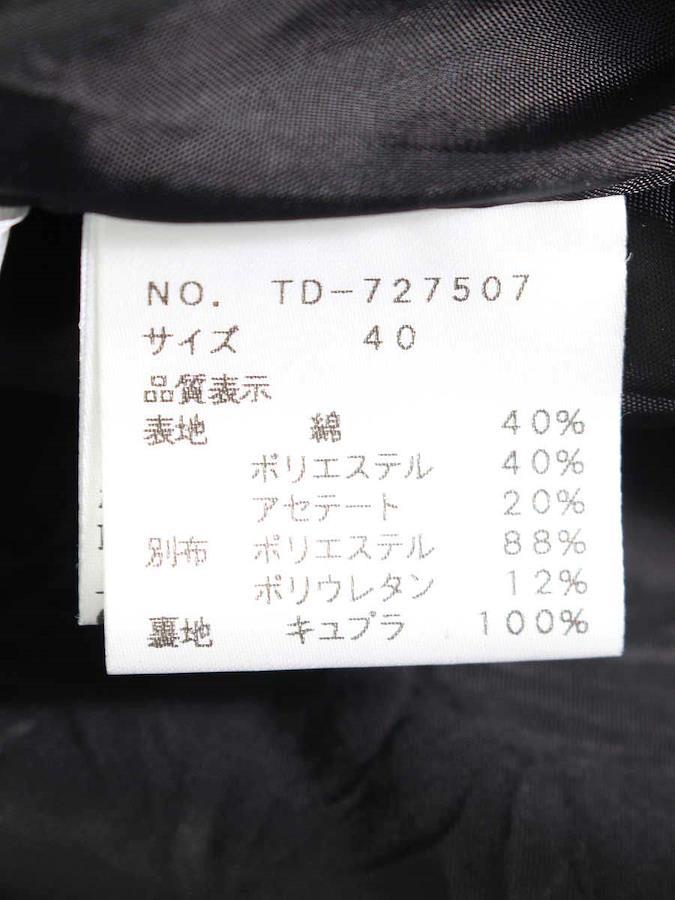 NO. TD-727507
サイズ 40
品質表示
表地 綿 40%
ポリエステル 40%
アセテート 20%
別布 ポリエステル 88%
ポリウレタン 12%
裏地 キュプラ 100%